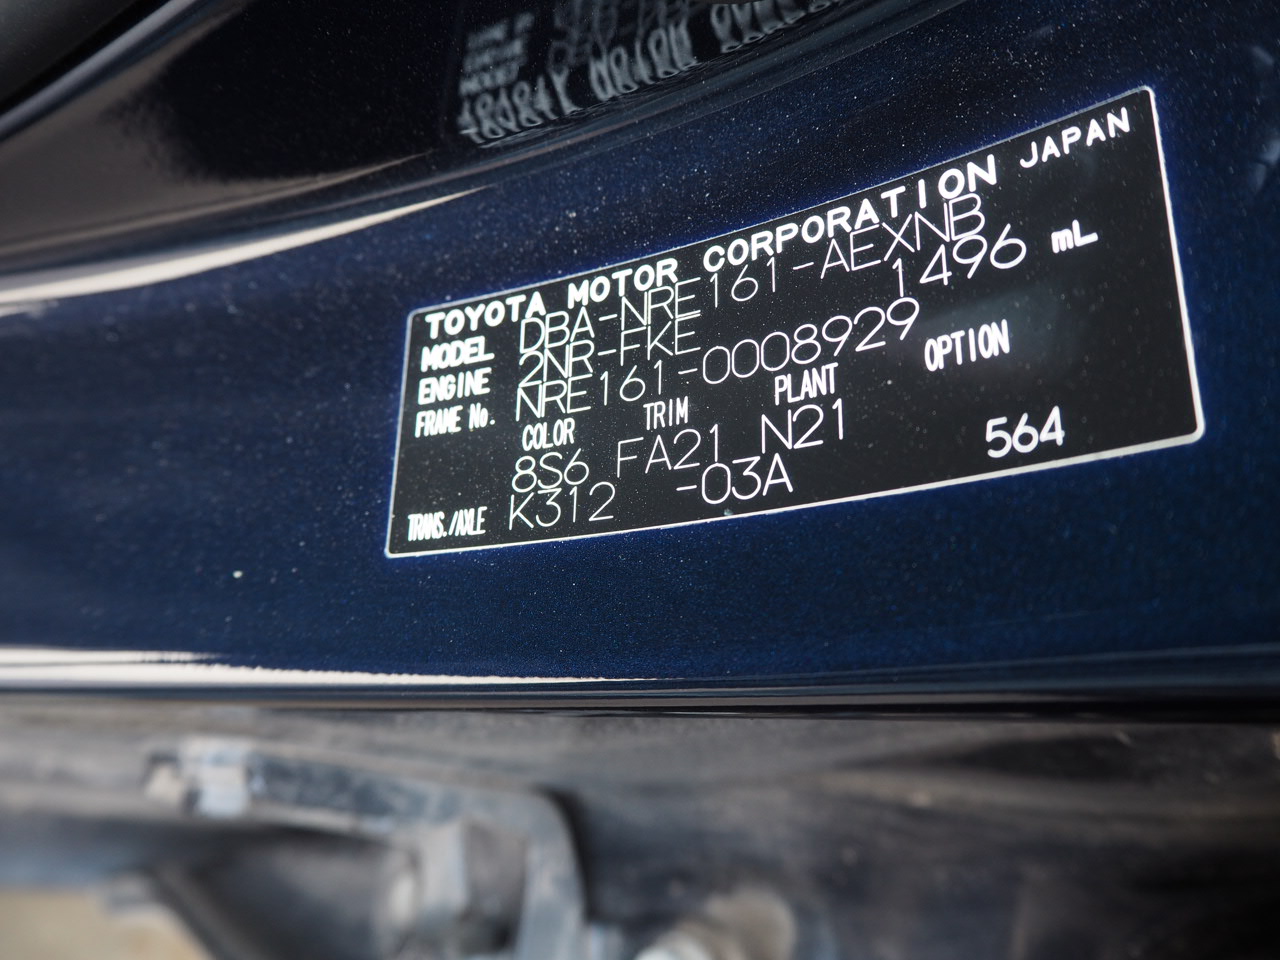 TOYOTA MOTOR CORPORATION JAPAN
MODEL DBA-NRE161-AEXNB
ENGINE 2NR-FKE 1496 mL
FRAME No. NRE161-0008929
COLOR TRIM PLANT OPTION
8S6 FA21 N21
TRANS./AXLE K312 -03A 564